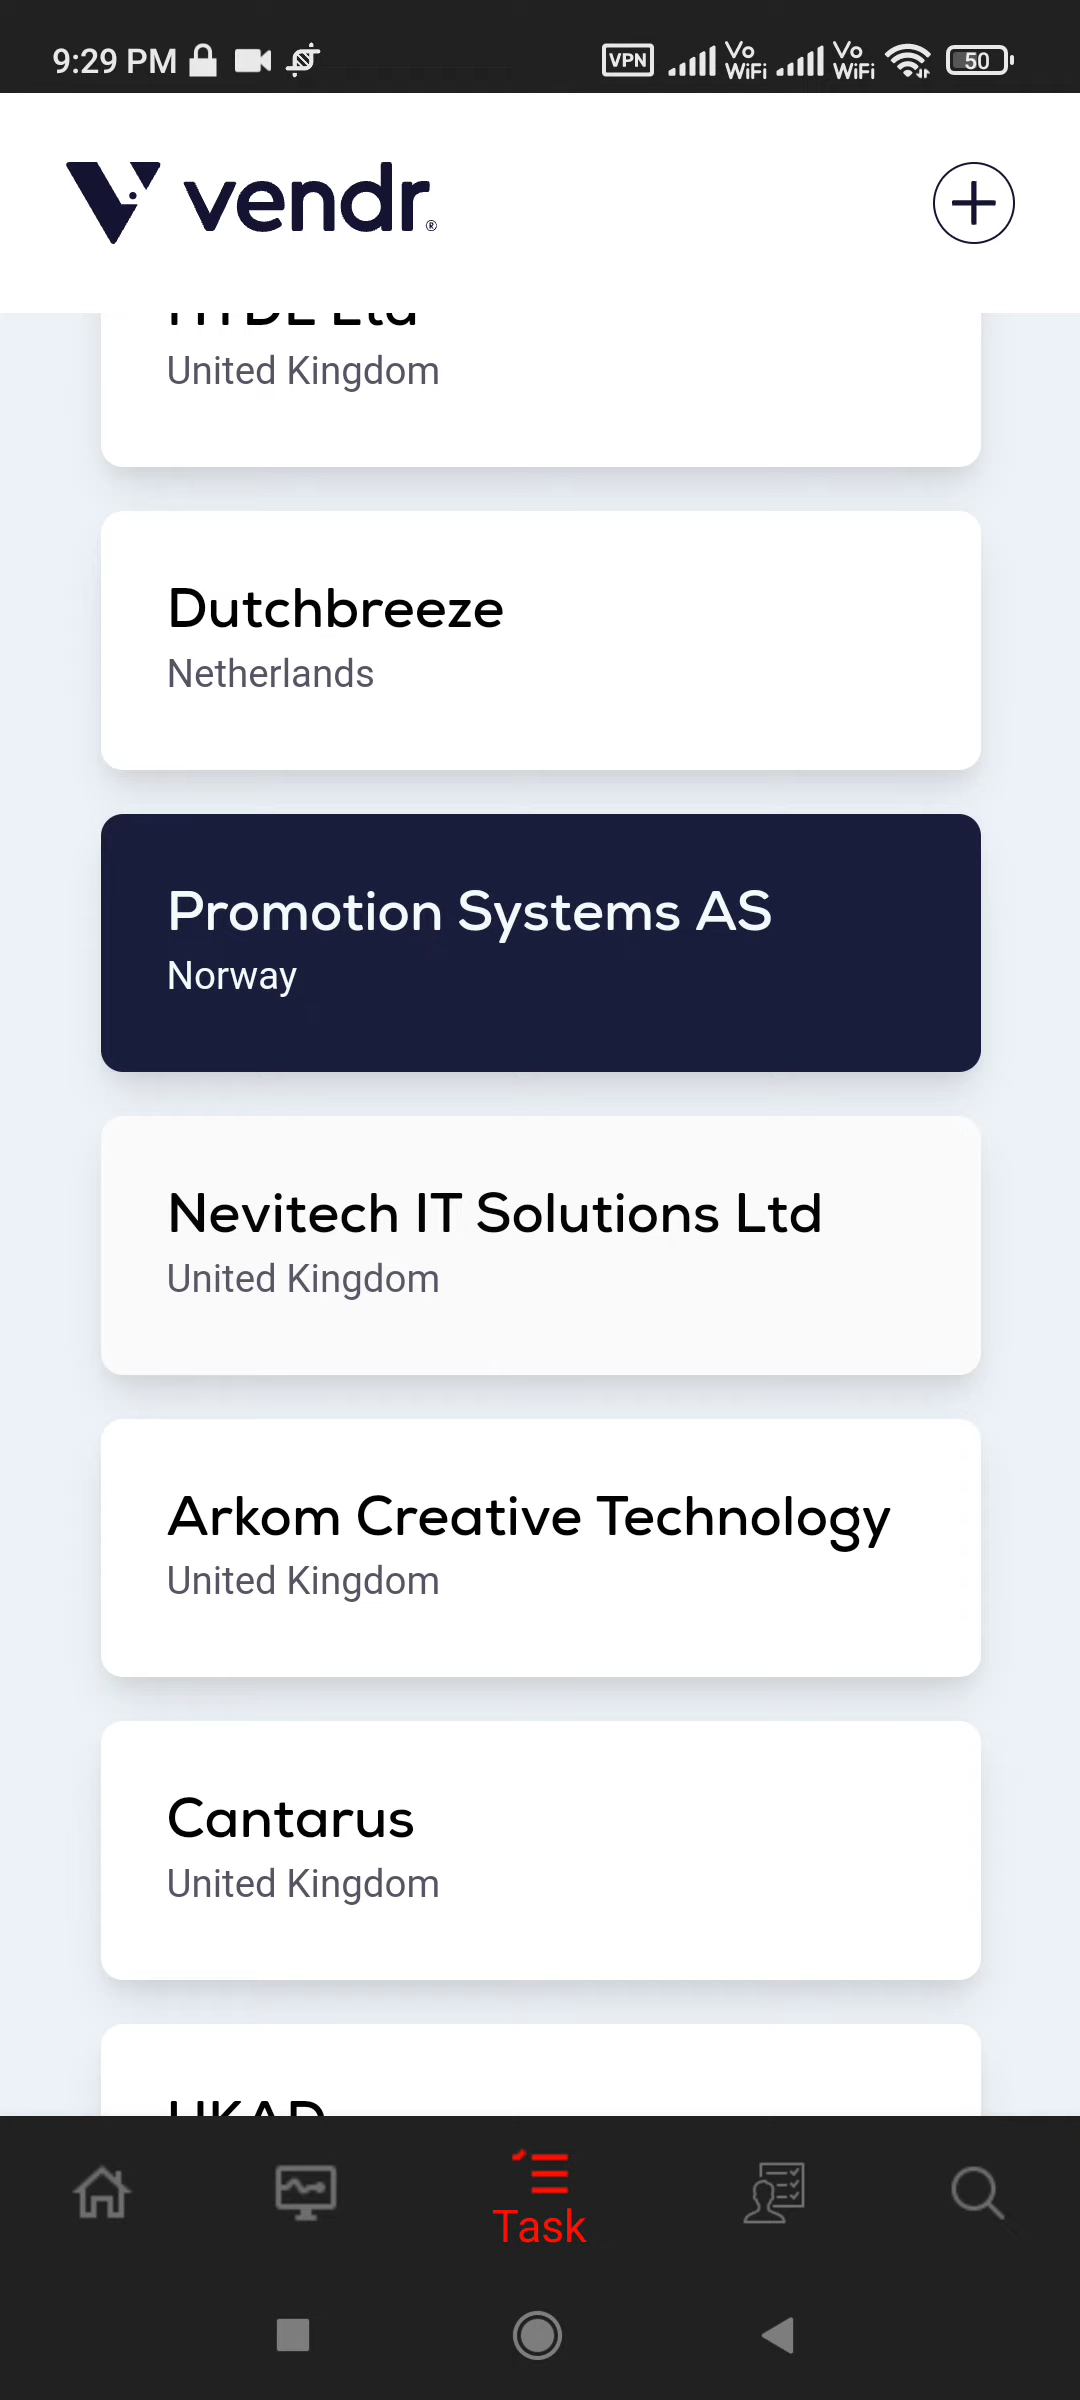 9:29 PM
VPN
Vo WiFi
Vo WiFi
50
vendr®
United Kingdom
Dutchbreeze
Netherlands
Promotion Systems AS
Norway
Nevitech IT Solutions Ltd
United Kingdom
Arkom Creative Technology
United Kingdom
Cantarus
United Kingdom
UKAD
Task